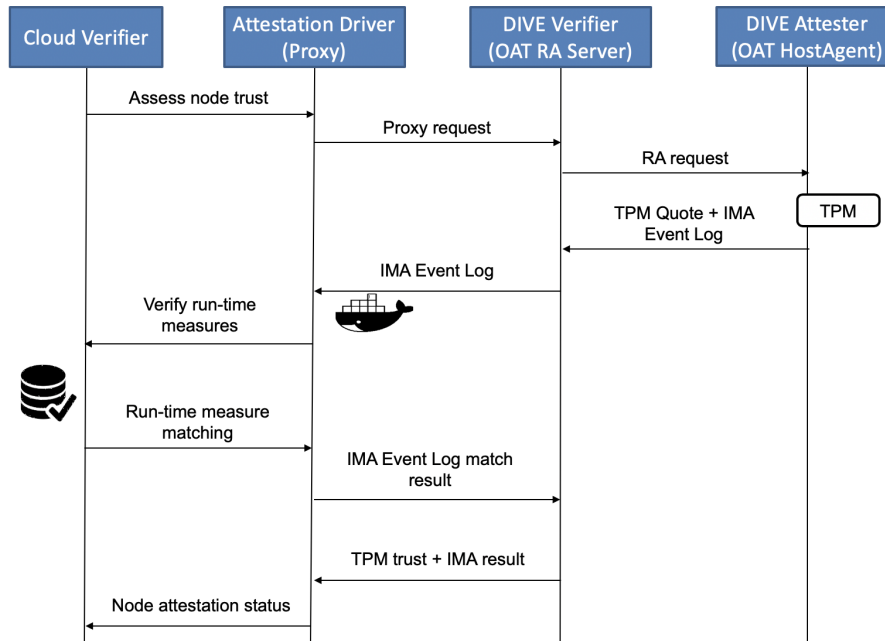 Cloud Verifier
Attestation Driver
(Proxy)
DIVE Verifier
(OAT RA Server)
DIVE Attester
(OAT HostAgent)
Assess node trust
Proxy request
RA request
TPM
TPM Quote + IMA
Event Log
IMA Event Log
Verify run-time
measures
Run-time measure
matching
IMA Event Log match
result
TPM trust + IMA result
Node attestation status